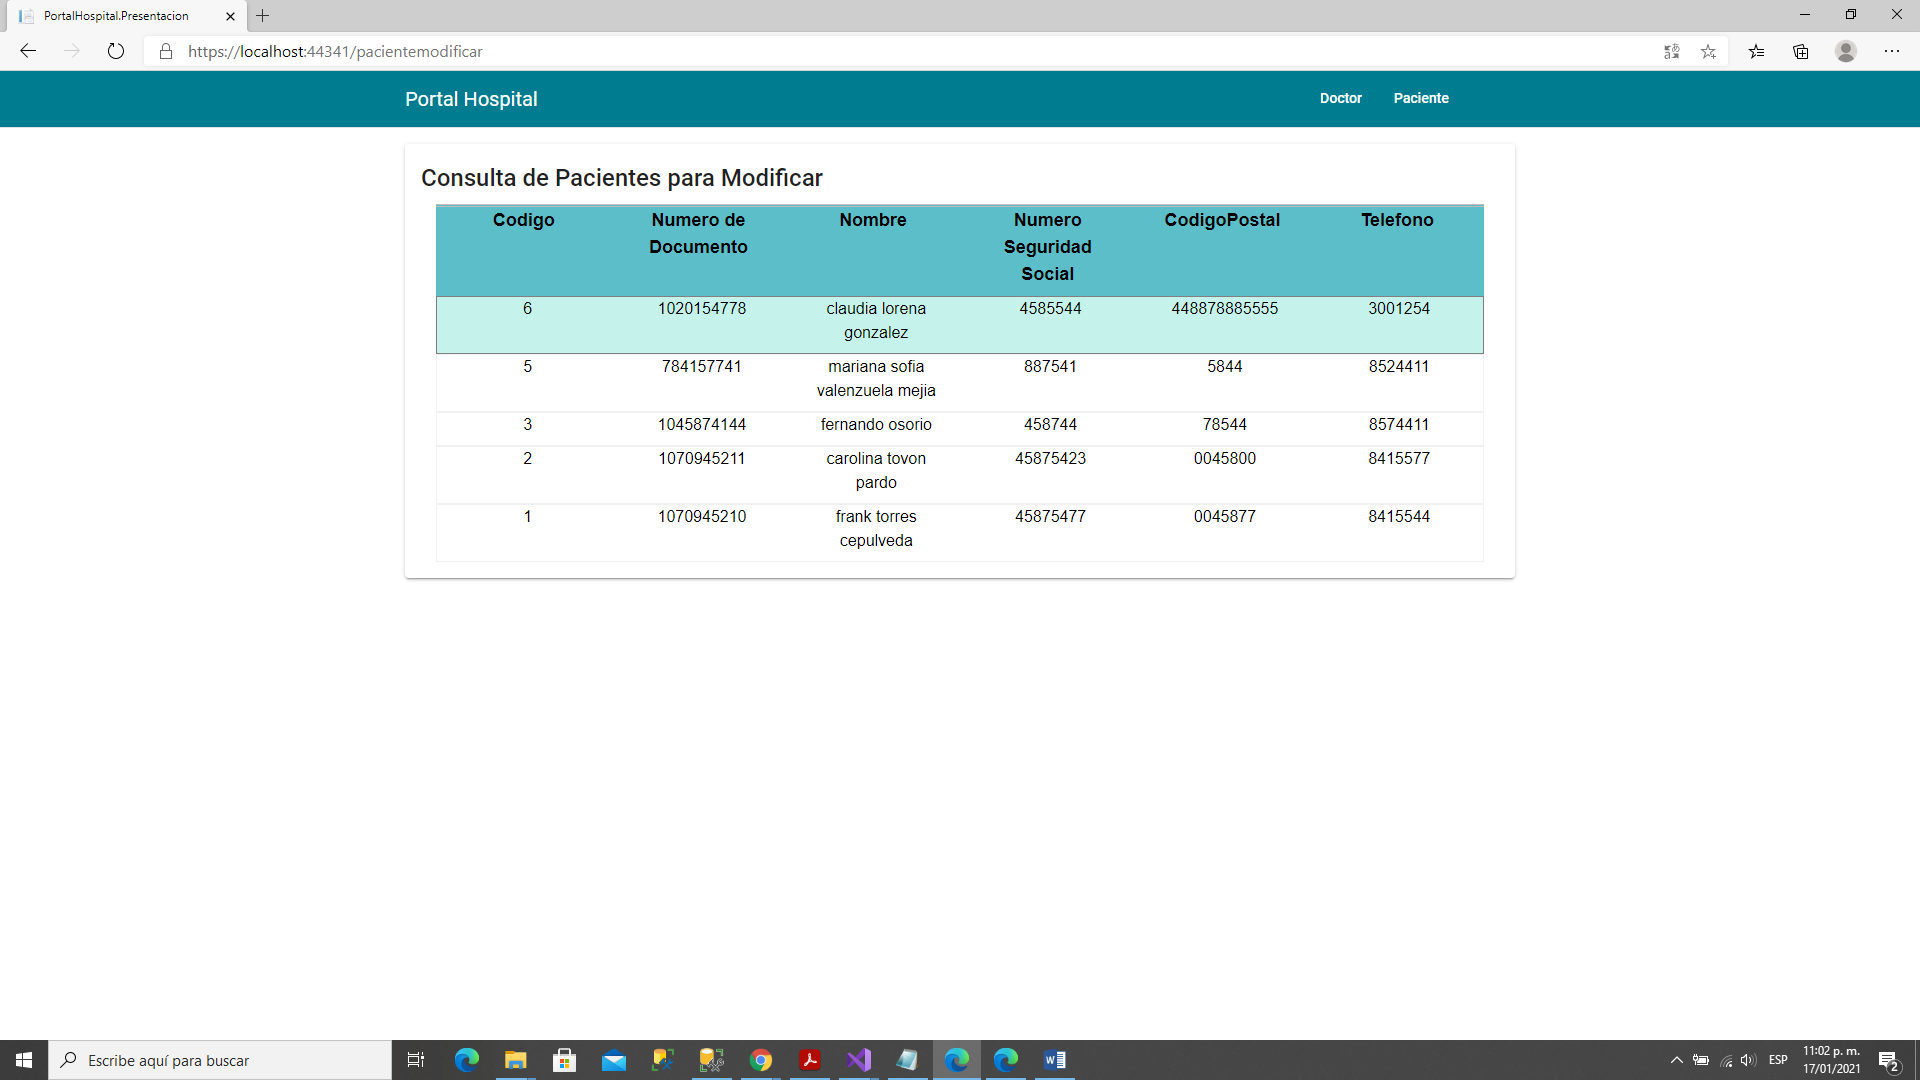 PortalHospital.Presentacion
https://localhost:44341/pacientemodificar
Portal Hospital
Doctor
Paciente
Consulta de Pacientes para Modificar
Codigo
Numero de
Documento
Nombre
Numero
Seguridad
Social
CodigoPostal
Telefono
6
1020154778
claudia lorena
gonzalez
4585544
448878885555
3001254
5
784157741
mariana sofia
valenzuela mejia
887541
5844
8524411
3
1045874144
fernando osorio
458744
78544
8574411
2
1070945211
carolina tovon
pardo
45875423
0045800
8415577
1
1070945210
frank torres
cepulveda
45875477
0045877
8415544
Escribe aquí para buscar
ESP
11:02 p. m.
17/01/2021
2